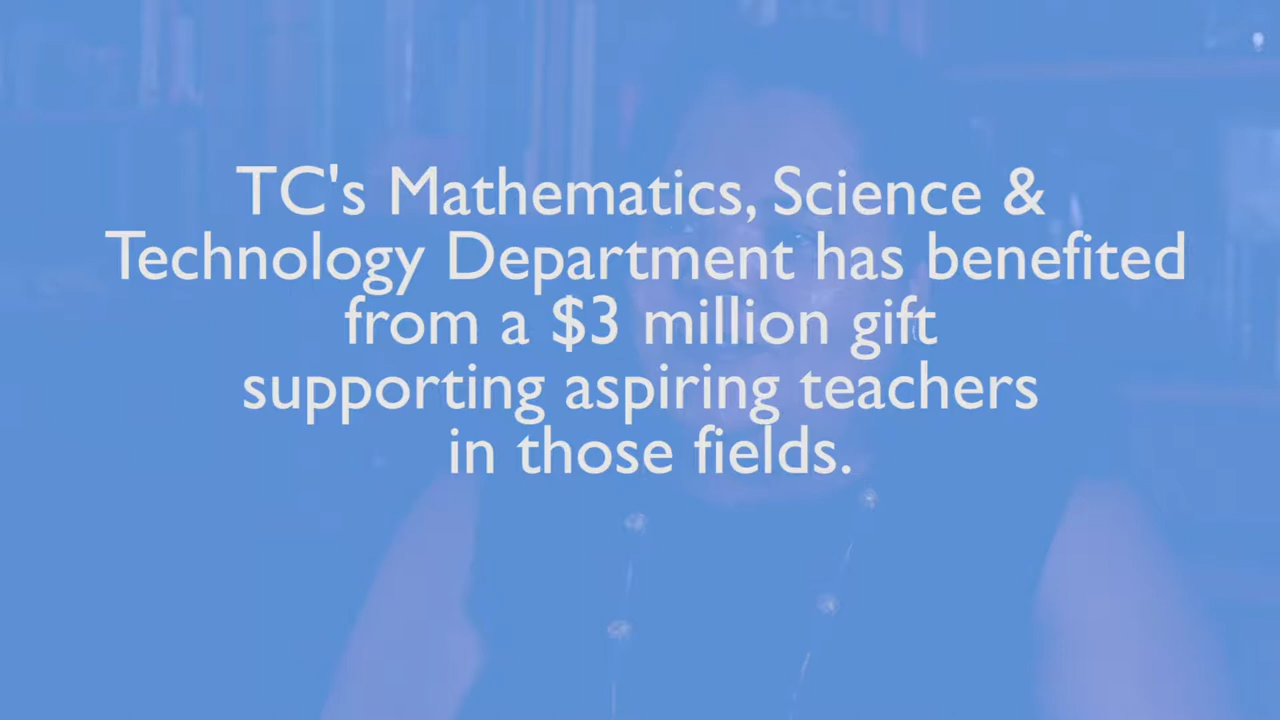 TC's Mathematics, Science &
Technology Department has benefited
from a $3 million gift
supporting aspiring teachers
in those fields.